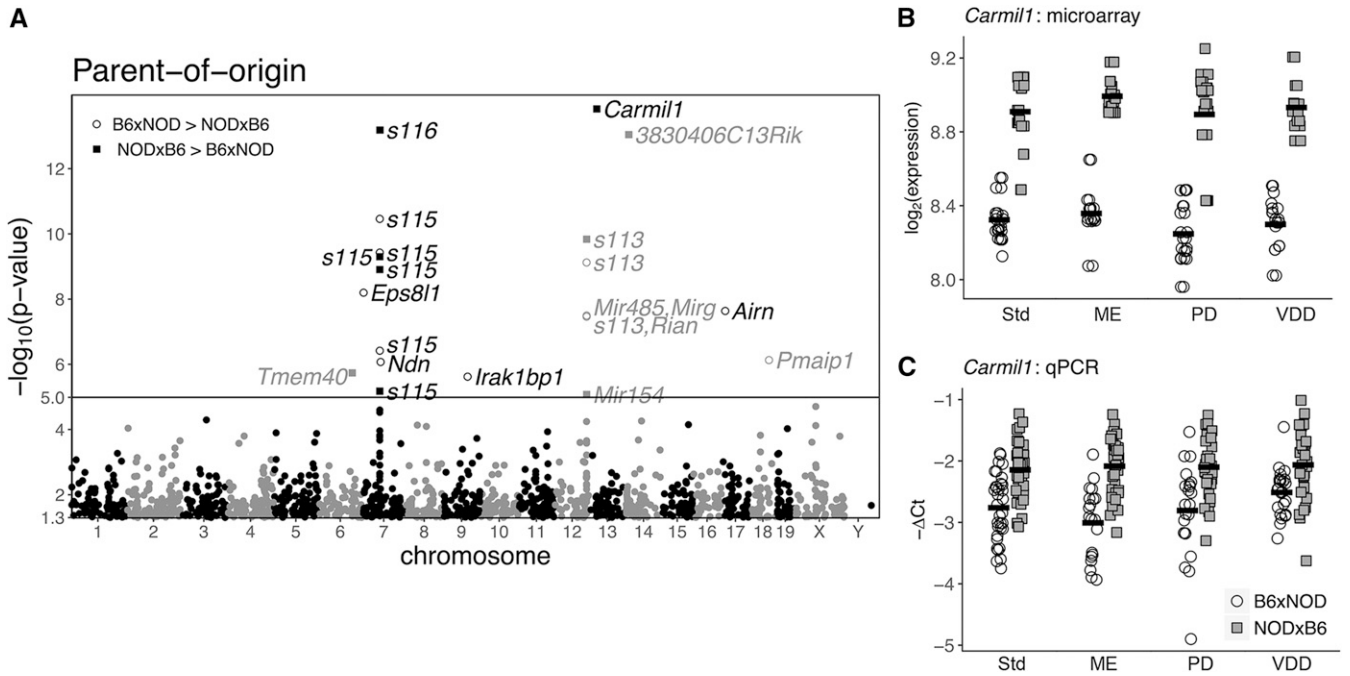 A
Parent-of-origin
B6xNOD > NODxB6
NODxB6 > B6xNOD
-log10(p-value)
12
10
8
6
5.0
4
2
1.3
Carmil1
s116
3830406C13Rik
s115
s113
s115
s115
s113
s115
Eps8l1
Mir485,Mirg
Airn
s113,Rian
s115
Ndn
Pmaip1
Tmem40
Irak1bp1
s115
Mir154
1 2 3 4 5 6 7 8 9 10 11 12 13 14 15 16 17 18 19 X Y
chromosome
B
Carmil1: microarray
log2(expression)
9.2
8.8
8.4
8.0
Std ME PD VDD
C
Carmil1: qPCR
-ΔCt
-1
-2
-3
-4
-5
B6xNOD
NODxB6
Std ME PD VDD